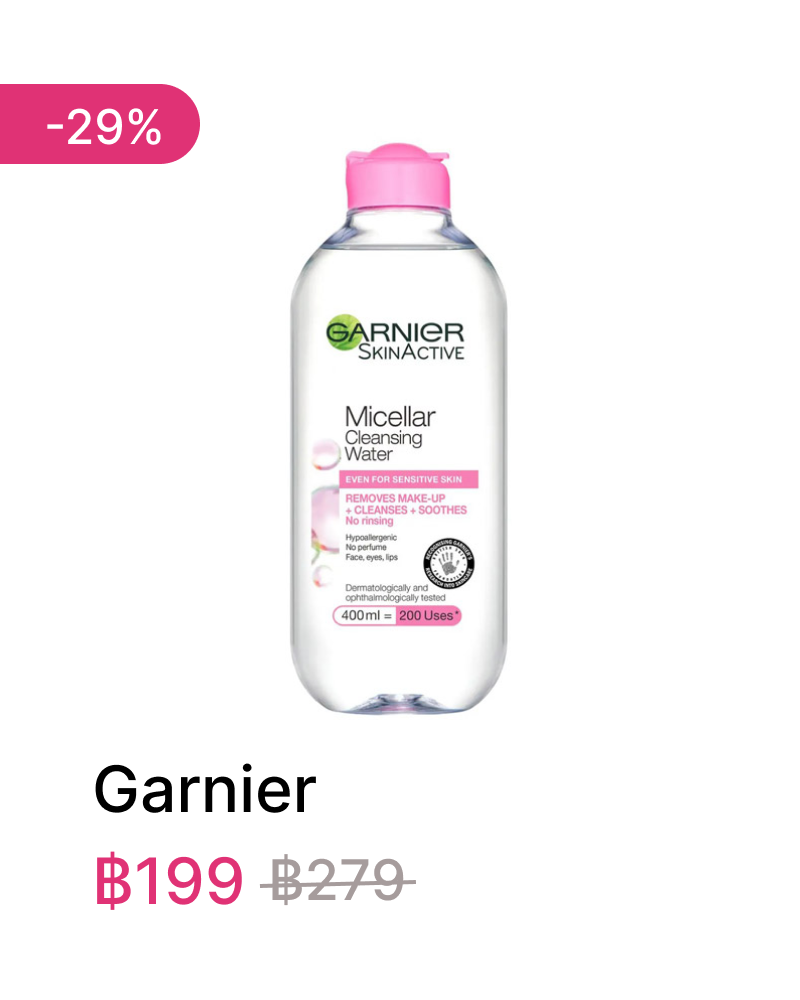 -29%
GARNIER
SKINACTIVE
Micellar
Cleansing
Water
EVEN FOR SENSITIVE SKIN
REMOVES MAKE-UP
+ CLEANSES + SOOTHES
No rinsing
Hypoallergenic
No perfume
Face, eyes, lips
Dermatologically and
ophthalmologically tested
400ml = 200 Uses*
Garnier
฿199 ฿279